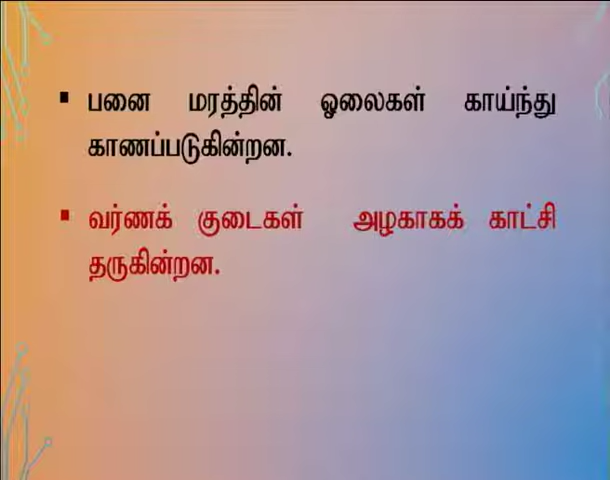 ▪ பனை மரத்தின் ஓலைகள் காய்ந்து
காணப்படுகின்றன.
▪ வர்ணக் குடைகள் அழகாகக் காட்சி
தருகின்றன.